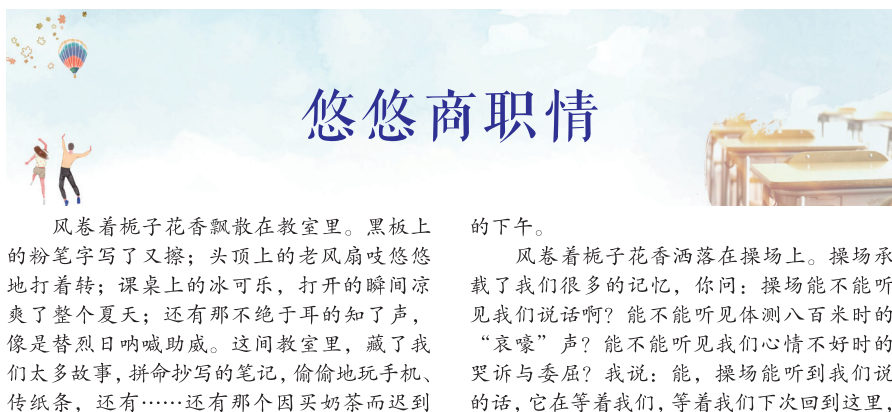 悠悠商职情
风卷着栀子花香飘散在教室里。黑板上
的粉笔字写了又擦；头顶上的老风扇吱悠悠
地打着转；课桌上的冰可乐，打开的瞬间凉
爽了整个夏天；还有那不绝于耳的知了声，
像是替烈日呐喊助威。这间教室里，藏了我
们太多故事，拼命抄写的笔记，偷偷地玩手机、
传纸条，还有……还有那个因买奶茶而迟到
的下午。
风卷着栀子花香洒落在操场上。操场承
载了我们很多的记忆，你问：操场能不能听
见我们说话啊？能不能听见体测八百米时的
“哀嚎”声？能不能听见我们心情不好时的
哭诉与委屈？我说：能，操场能听到我们说
的话，它在等着我们，等着我们下次回到这里，